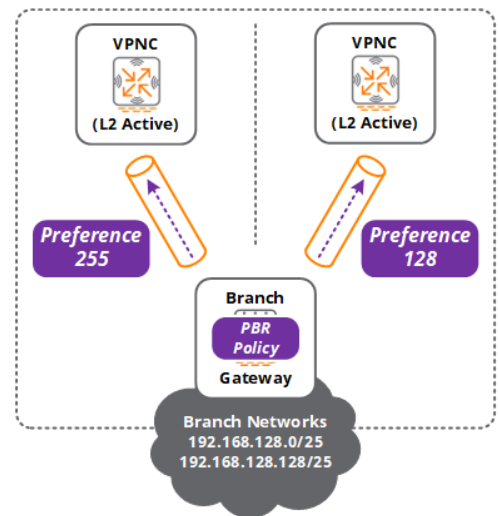 VPNC
(L2 Active)
VPNC
(L2 Active)
Preference
255
Preference
128
Branch
PBR
Policy
Gateway
Branch Networks
192.168.128.0/25
192.168.128.128/25